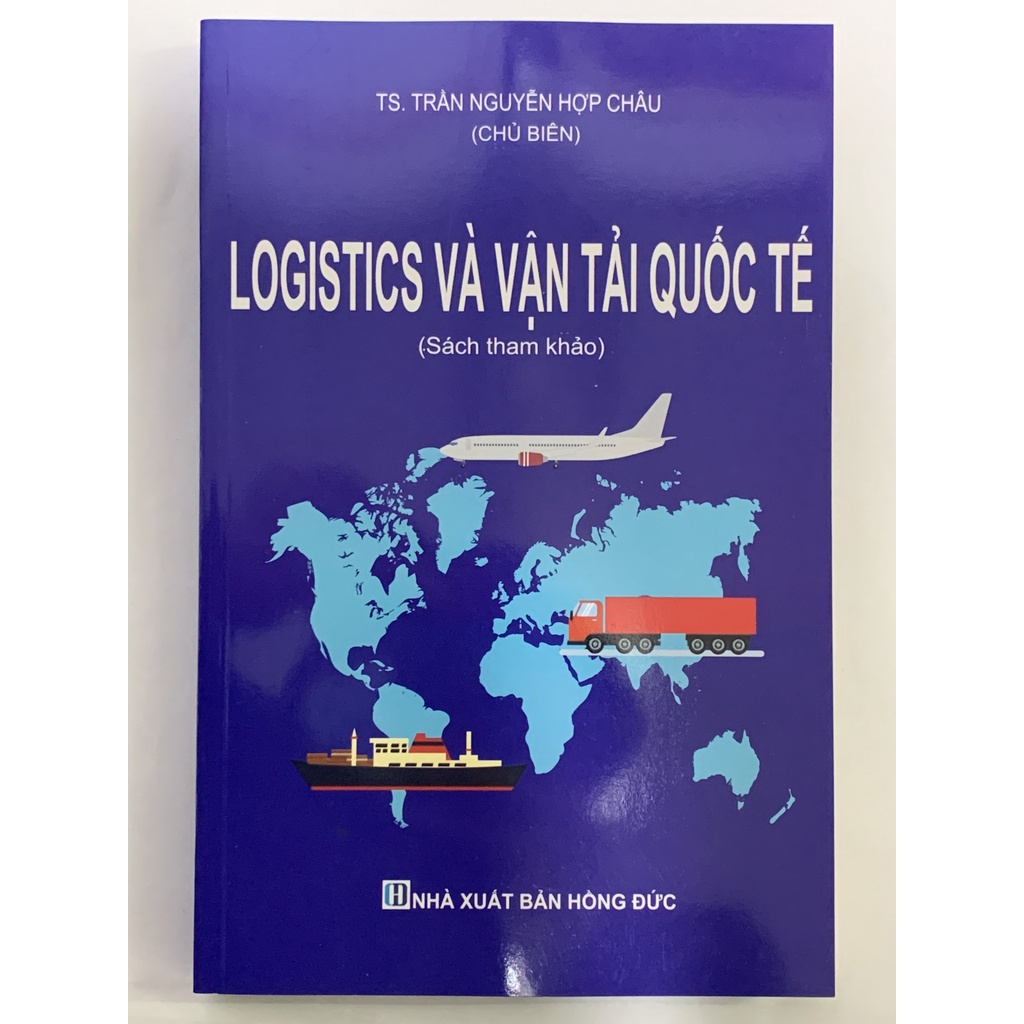 TS. TRẦN NGUYỄN HỢP CHÂU
(CHỦ BIÊN)
LOGISTICS VÀ VẬN TẢI QUỐC TẾ
(Sách tham khảo)
NHÀ XUẤT BẢN HỒNG ĐỨC